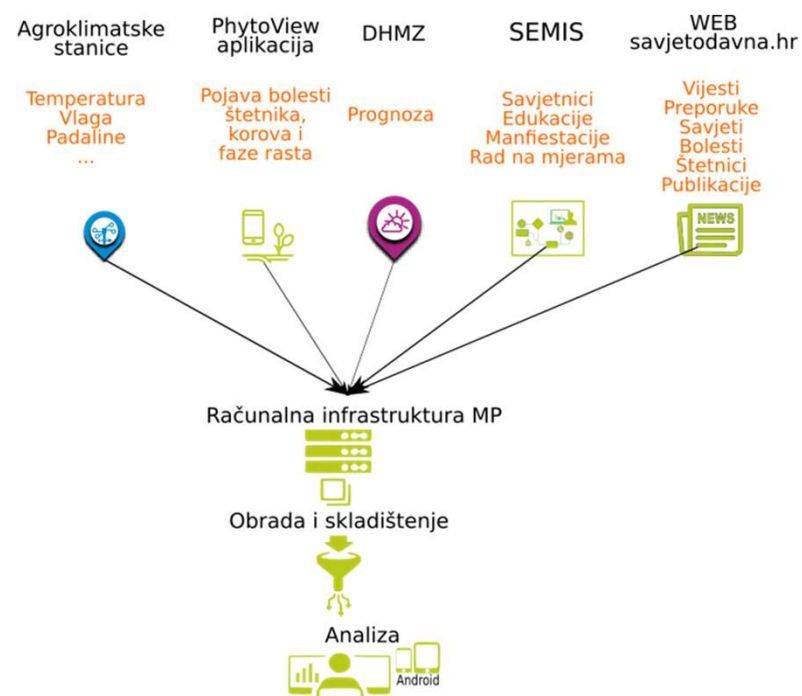 Agroklimatske
stanice
Temperatura
Vlaga
Padaline
...
PhytoView
aplikacija
Pojava bolesti
štetnika,
korova i
faze rasta
DHMZ
Prognoza
SEMIS
Savjetnici
Edukacije
Manfiestacije
Rad na mjerama
WEB
savjetodavna.hr
Vijesti
Preporuke
Savjeti
Bolesti
Štetnici
Publikacije
NEWS
Računalna infrastruktura MP
Obrada i skladištenje
Analiza
Android